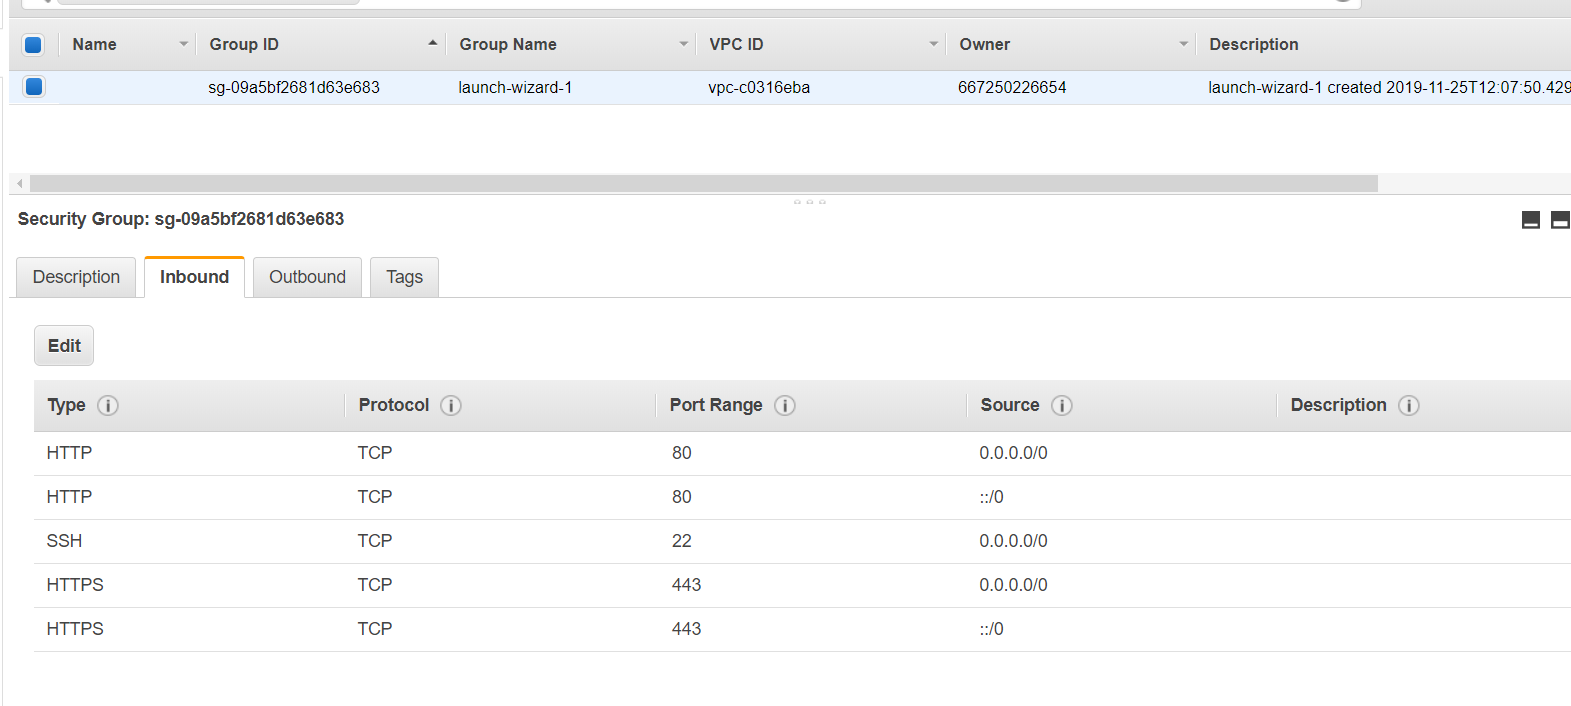 Name Group ID Group Name VPC ID Owner Description
sg-09a5bf2681d63e683 launch-wizard-1 vpc-c0316eba 667250226654 launch-wizard-1 created 2019-11-25T12:07:50.429
Security Group: sg-09a5bf2681d63e683
Description Inbound Outbound Tags
Edit
Type Protocol Port Range Source Description
HTTP TCP 80 0.0.0.0/0
HTTP TCP 80 ::/0
SSH TCP 22 0.0.0.0/0
HTTPS TCP 443 0.0.0.0/0
HTTPS TCP 443 ::/0